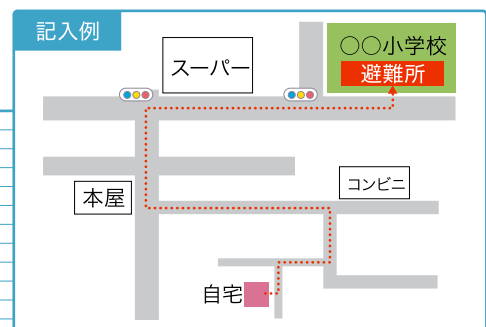 記入例
スーパー
○○小学校
避難所
コンビニ
本屋
自宅